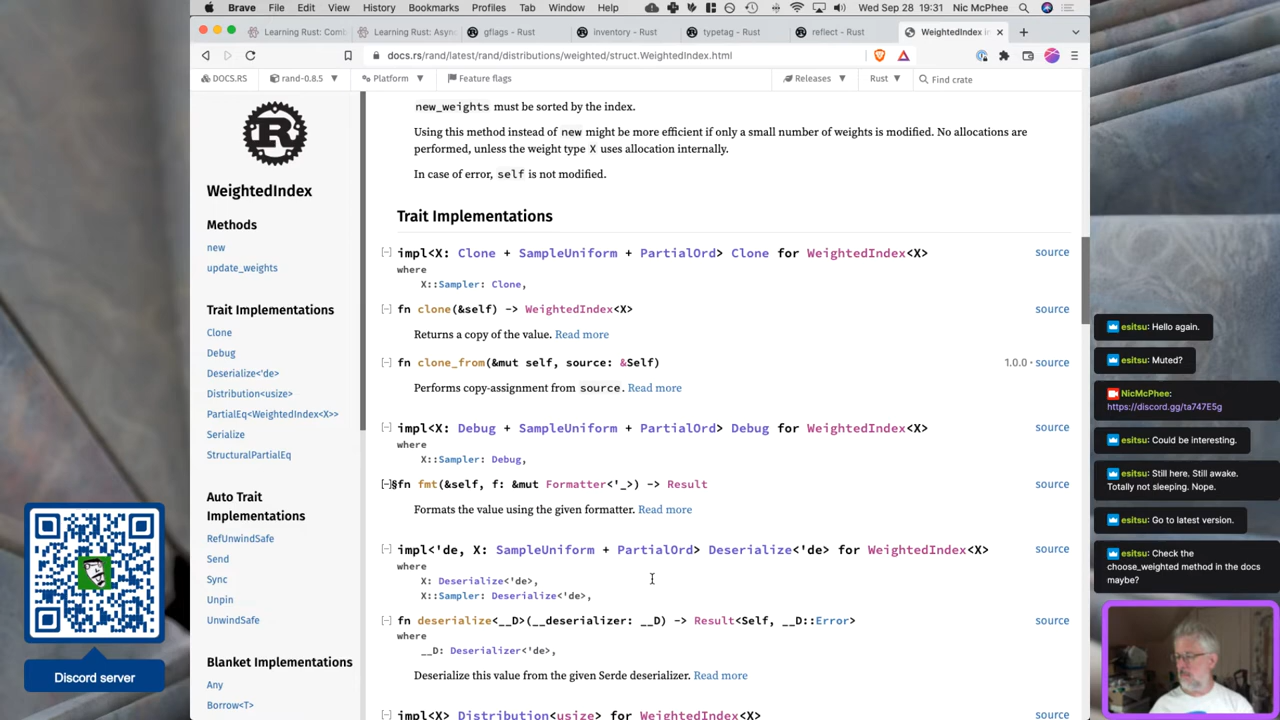 Brave File Edit View History Bookmarks Profiles Tab Window Help Wed Sep 28 19:31 Nic McPhee
Learning Rust: Comb Learning Rust: Async gflags - Rust inventory - Rust typetag - Rust reflect - Rust WeightedIndex in
docs.rs/rand/latest/rand/distributions/weighted/struct.WeightedIndex.html
DOCS.RS rand-0.8.5 Platform Feature flags Releases Rust Find crate
WeightedIndex
Methods
new
update_weights
Trait Implementations
Clone
Debug
Deserialize<'de>
Distribution<usize>
PartialEq<WeightedIndex<X>>
Serialize
StructuralPartialEq
Auto Trait
Implementations
RefUnwindSafe
Send
Sync
Unpin
UnwindSafe
Blanket Implementations
Any
Borrow<T>
new_weights must be sorted by the index.
Using this method instead of new might be more efficient if only a small number of weights is modified. No allocations are
performed, unless the weight type X uses allocation internally.
In case of error, self is not modified.
Trait Implementations
[-] impl<X: Clone + SampleUniform + PartialOrd> Clone for WeightedIndex<X> source
where
X::Sampler: Clone,
[-] fn clone(&self) -> WeightedIndex<X> source
Returns a copy of the value. Read more
[-] fn clone_from(&mut self, source: &Self) 1.0.0 · source
Performs copy-assignment from source. Read more
[-] impl<X: Debug + SampleUniform + PartialOrd> Debug for WeightedIndex<X> source
where
X::Sampler: Debug,
[-]§fn fmt(&self, f: &mut Formatter<'_>) -> Result source
Formats the value using the given formatter. Read more
[-] impl<'de, X: SampleUniform + PartialOrd> Deserialize<'de> for WeightedIndex<X> source
where
X: Deserialize<'de>,
X::Sampler: Deserialize<'de>,
[-] fn deserialize<__D>(__deserializer: __D) -> Result<Self, __D::Error> source
where
__D: Deserializer<'de>,
Deserialize this value from the given Serde deserializer. Read more
[-] impl<X> Distribution<usize> for WeightedIndex<X> source
esitsu: Hello again.
esitsu: Muted?
NicMcPhee:
https://discord.gg/ta747E5g
esitsu: Could be interesting.
esitsu: Still here. Still awake.
Totally not sleeping. Nope.
esitsu: Go to latest version.
esitsu: Check the
choose_weighted method in the docs
maybe?
Discord server